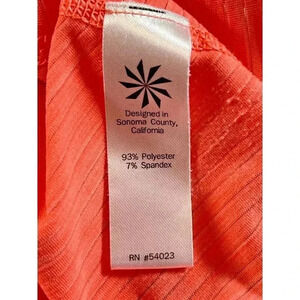 Designed in
Sonoma County,
California
93% Polyester
7% Spandex
RN #54023